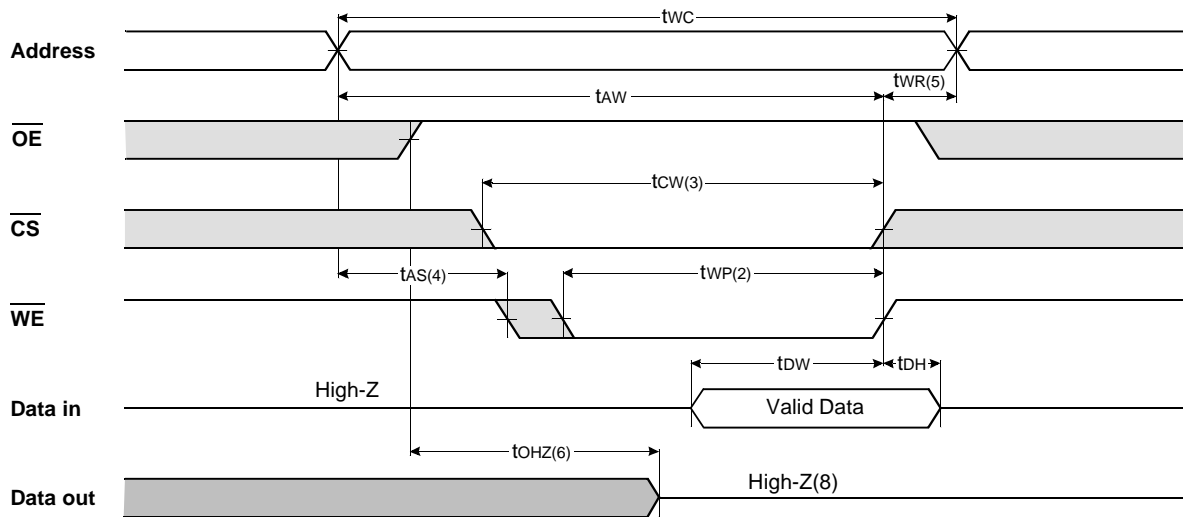 tWC
Address
tWR(5)
tAW
OE
tCW(3)
CS
tAS(4)
tWP(2)
WE
tDW
tDH
High-Z
Data in
Valid Data
tOHZ(6)
High-Z(8)
Data out